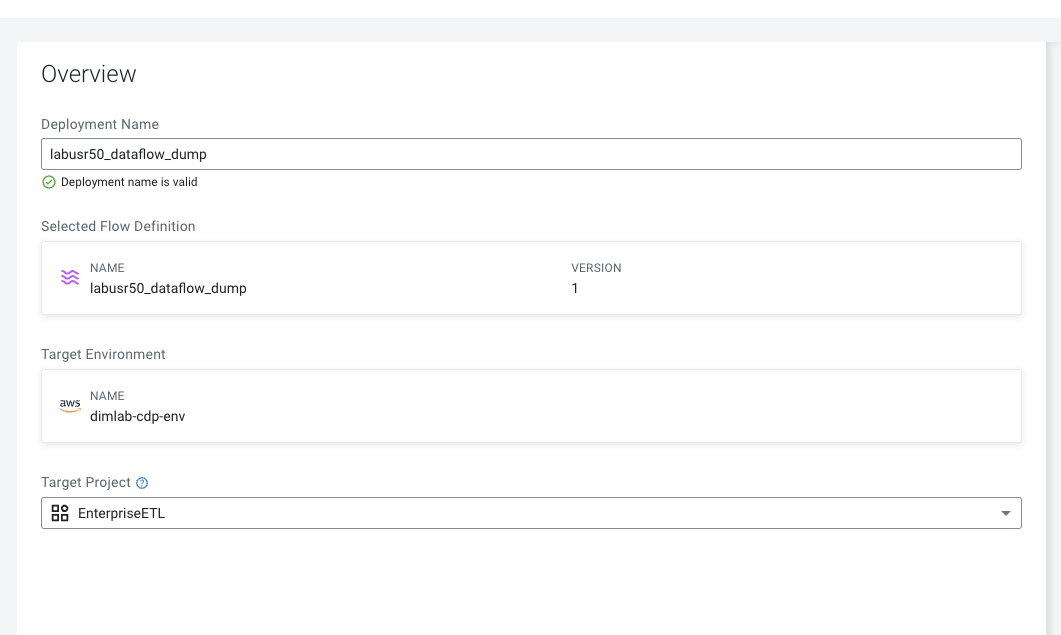 Overview
Deployment Name
labusr50_dataflow_dump
Deployment name is valid
Selected Flow Definition
NAME
labusr50_dataflow_dump
VERSION
1
Target Environment
aws
NAME
dimlab-cdp-env
Target Project ?
EnterpriseETL